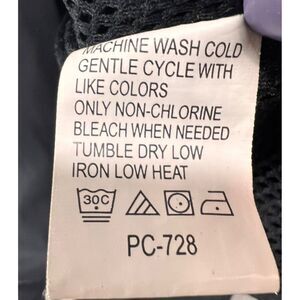 MACHINE WASH COLD
GENTLE CYCLE WITH
LIKE COLORS
ONLY NON-CHLORINE
BLEACH WHEN NEEDED
TUMBLE DRY LOW
IRON LOW HEAT
30C
PC-728